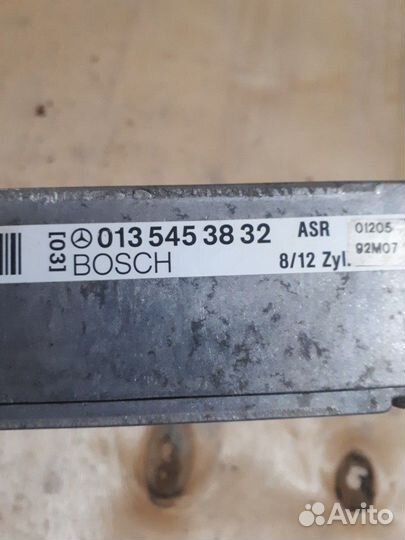 [03] 013 545 38 32 ASR 01205
BOSCH 8/12 Zyl. 92M07
Avito